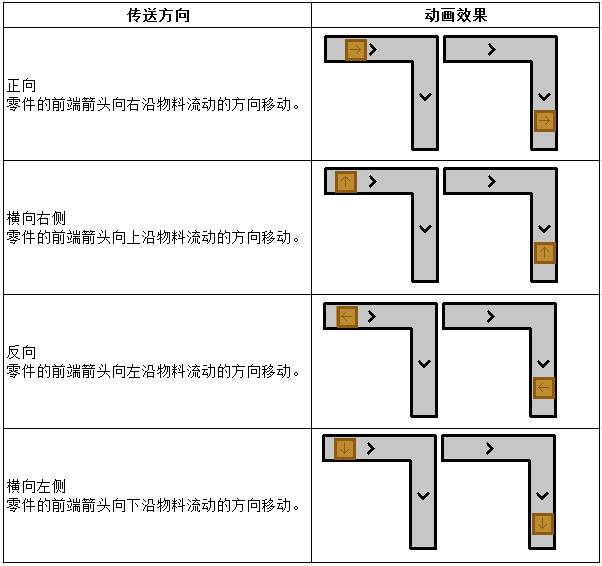 传送方向
动画效果
正向
零件的前端箭头向右沿物料流动的方向移动。
横向右侧
零件的前端箭头向上沿物料流动的方向移动。
反向
零件的前端箭头向左沿物料流动的方向移动。
横向左侧
零件的前端箭头向下沿物料流动的方向移动。